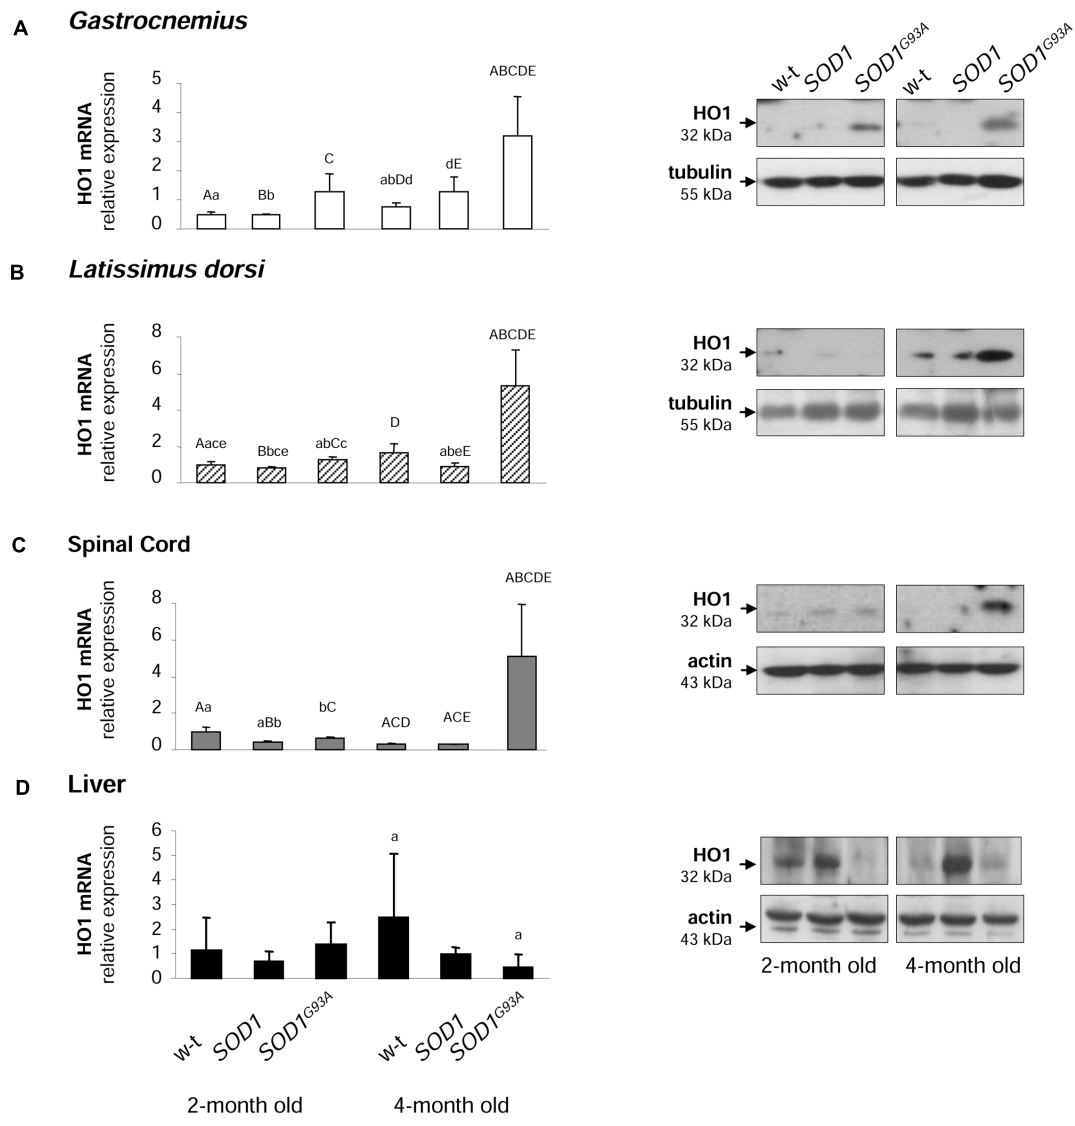 A
Gastrocnemius
HO1 mRNA
relative expression
5
4
3
2
1
0
Aa
Bb
C
abDd
dE
ABCDE
w-t
SOD1
SOD1G93A
w-t
SOD1
SOD1G93A
HO1
32 kDa
tubulin
55 kDa
B
Latissimus dorsi
HO1 mRNA
relative expression
8
6
4
2
0
Aace
Bbce
abCc
D
abeE
ABCDE
HO1
32 kDa
tubulin
55 kDa
C
Spinal Cord
HO1 mRNA
relative expression
8
6
4
2
0
Aa
aBb
bC
ACD
ACE
ABCDE
HO1
32 kDa
actin
43 kDa
D
Liver
HO1 mRNA
relative expression
6
5
4
3
2
1
0
a
a
w-t
SOD1
SOD1G93A
w-t
SOD1
SOD1G93A
2-month old
4-month old
HO1
32 kDa
actin
43 kDa
2-month old
4-month old